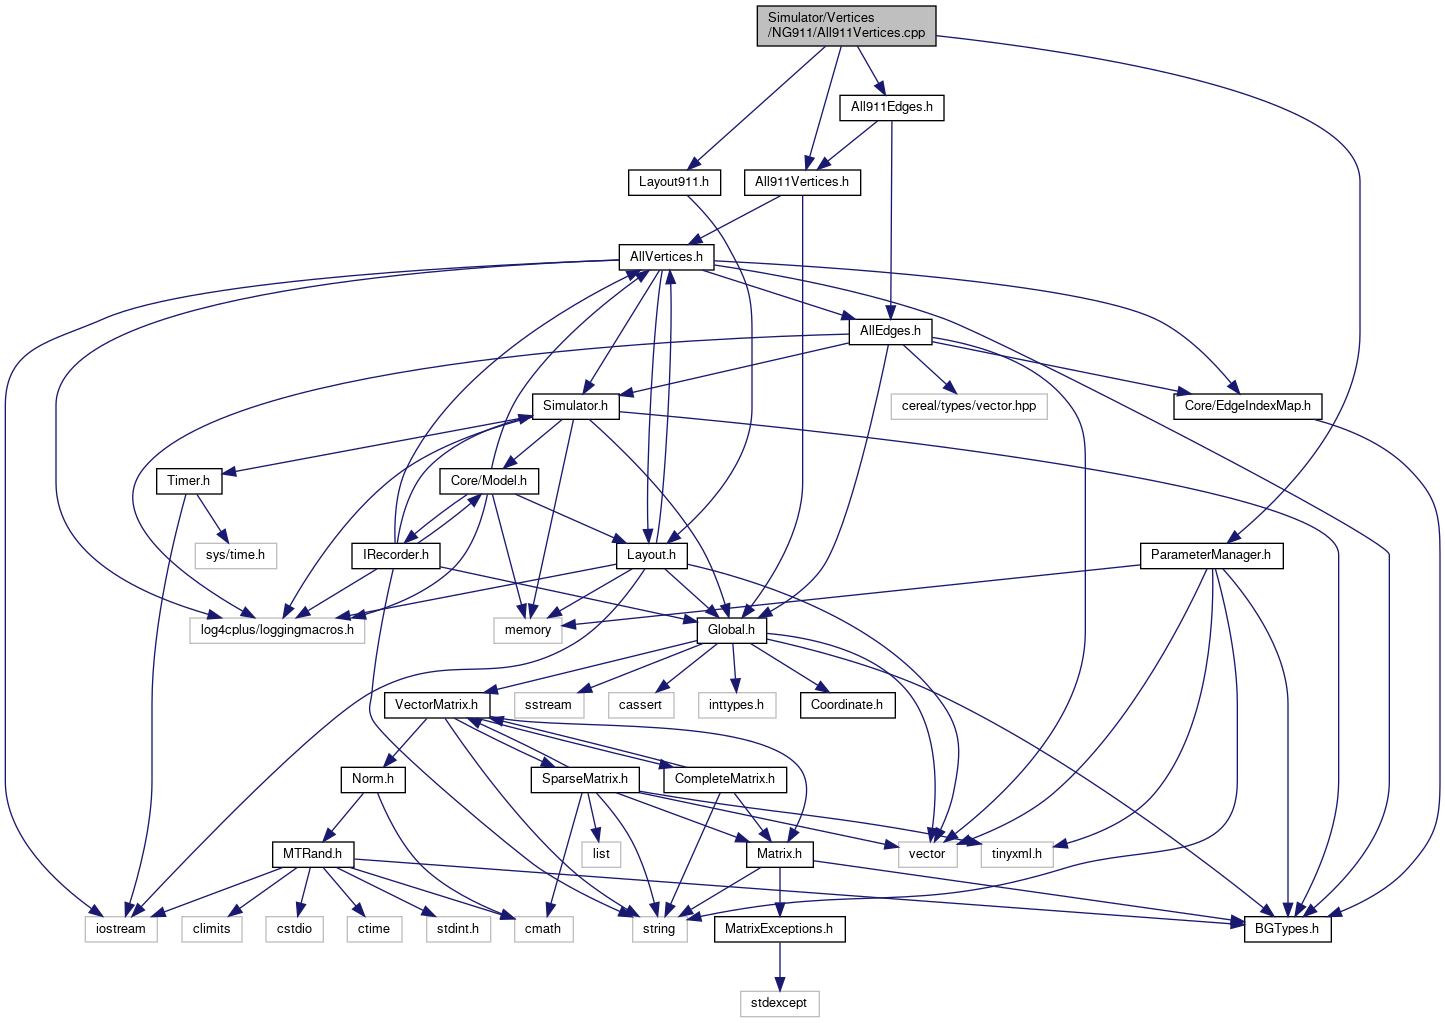 Simulator/Vertices
/NG911/All911Vertices.cpp
All911Edges.h
Layout911.h
All911Vertices.h
AllVertices.h
AllEdges.h
Simulator.h
cereal/types/vector.hpp
Core/EdgeIndexMap.h
Timer.h
Core/Model.h
sys/time.h
IRecorder.h
Layout.h
ParameterManager.h
log4cplus/loggingmacros.h
memory
Global.h
VectorMatrix.h
sstream
cassert
inttypes.h
Coordinate.h
Norm.h
SparseMatrix.h
CompleteMatrix.h
MTRand.h
list
Matrix.h
vector
tinyxml.h
iostream
climits
cstdio
ctime
stdint.h
cmath
string
MatrixExceptions.h
BGTypes.h
stdexcept